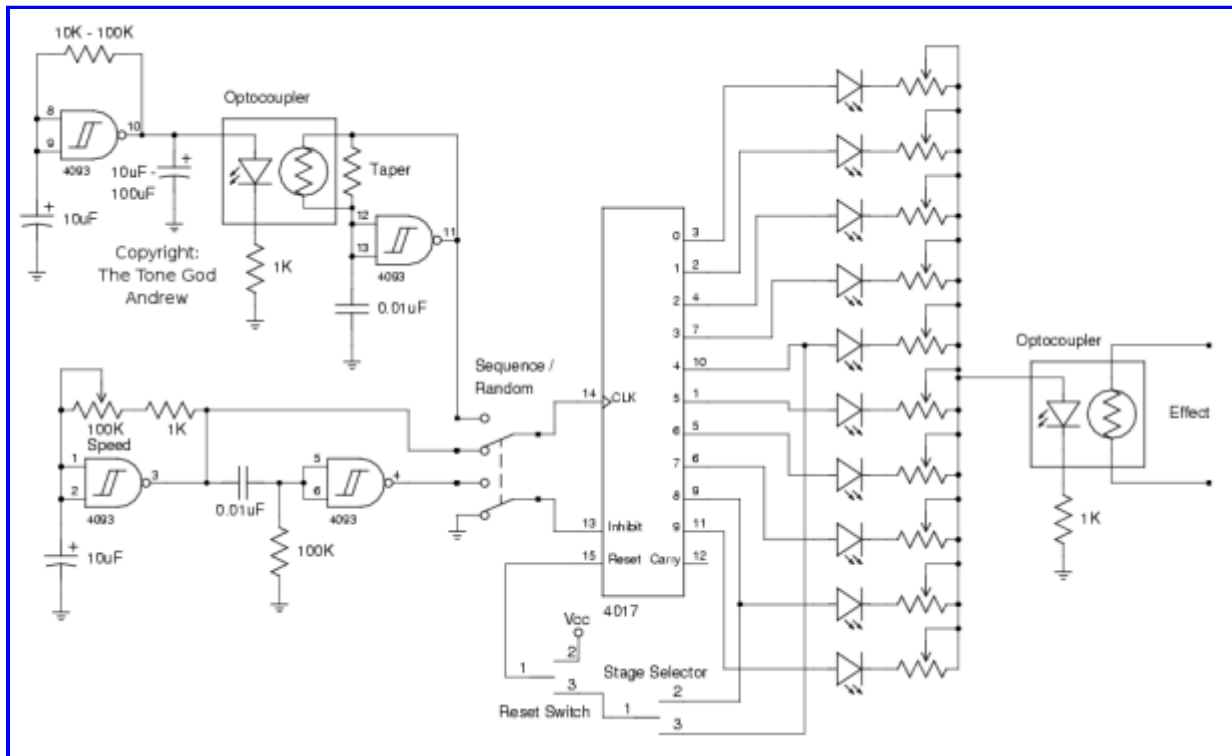 10K - 100K
Optocoupler
8
9
10
4093
10uF -
100uF
+
Taper
+
10uF
12
13
11
4093
Copyright:
The Tone God
Andrew
1K
0.01uF
Sequence /
Random
100K
1K
Speed
1
2
3
4093
0.01uF
5
6
4
4093
100K
+
10uF
14
CLK
13
Inhibit
15
Reset
Carry
12
4017
0
3
1
2
2
4
3
7
4
10
5
1
6
5
7
6
8
9
9
11
Optocoupler
Effect
1K
Vcc
2
1
3
Reset Switch
Stage Selector
2
1
3